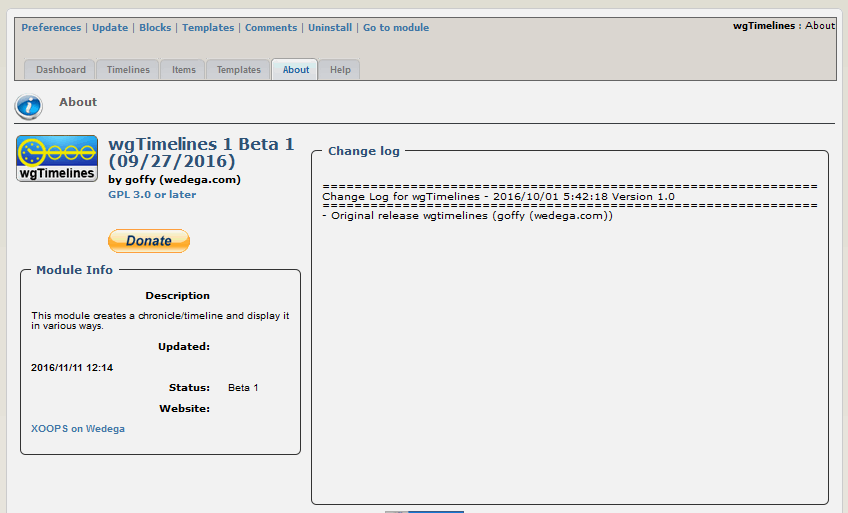 Preferences | Update | Blocks | Templates | Comments | Uninstall | Go to module
wgTimelines : About
Dashboard Timelines Items Templates About Help
About
wgTimelines
wgTimelines 1 Beta 1
(09/27/2016)
by goffy (wedega.com)
GPL 3.0 or later
Donate
Module Info
Description
This module creates a chronicle/timeline and display it
in various ways.
Updated:
2016/11/11 12:14
Status: Beta 1
Website:
XOOPS on Wedega
Change log
==============================================================
Change Log for wgTimelines - 2016/10/01 5:42:18 Version 1.0
==============================================================
- Original release wgtimelines (goffy (wedega.com))